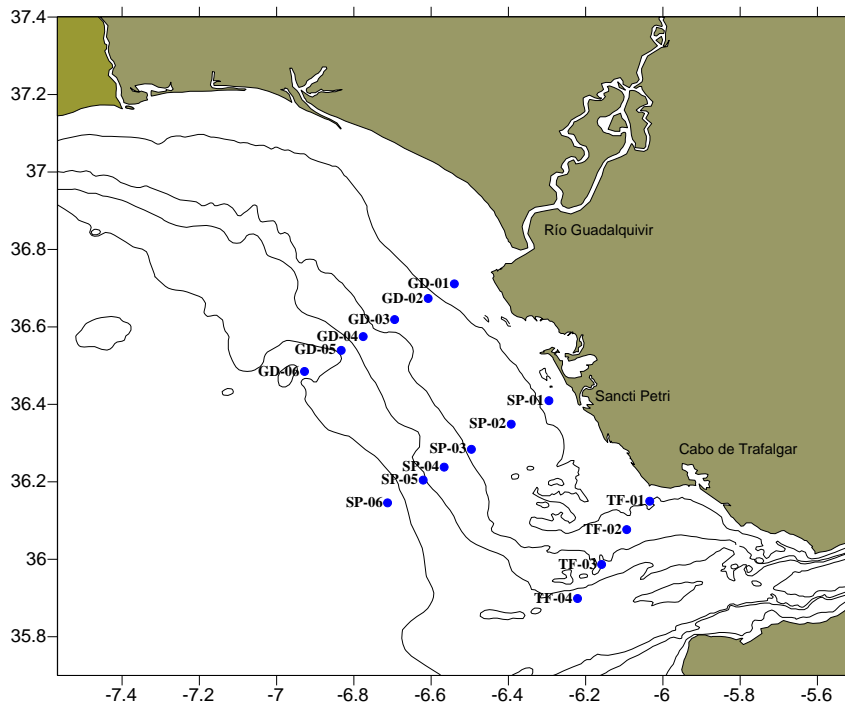 37.4
37.2
37
Río Guadalquivir
36.8
GD-01
GD-02
GD-03
36.6
GD-04
GD-05
GD-06
36.4
SP-01
Sancti Petri
SP-02
SP-03
Cabo de Trafalgar
SP-04
36.2
SP-05
SP-06
TF-01
TF-02
36
TF-03
TF-04
35.8
-7.4 -7.2 -7 -6.8 -6.6 -6.4 -6.2 -6 -5.8 -5.6